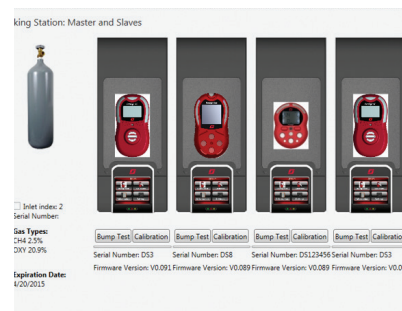 king Station: Master and Slaves
Inlet index: 2
Serial Number:
Gas Types:
CH4 2.5%
OXY 20.9%
Expiration Date:
4/20/2015
Bump Test Calibration Bump Test Calibration Bump Test Calibration Bump Test Calibratio
Serial Number: DS3 Serial Number: DS8 Serial Number: DS123456 Serial Number: DS3
Firmware Version: V0.091 Firmware Version: V0.089 Firmware Version: V0.089 Firmware Version: V0.0